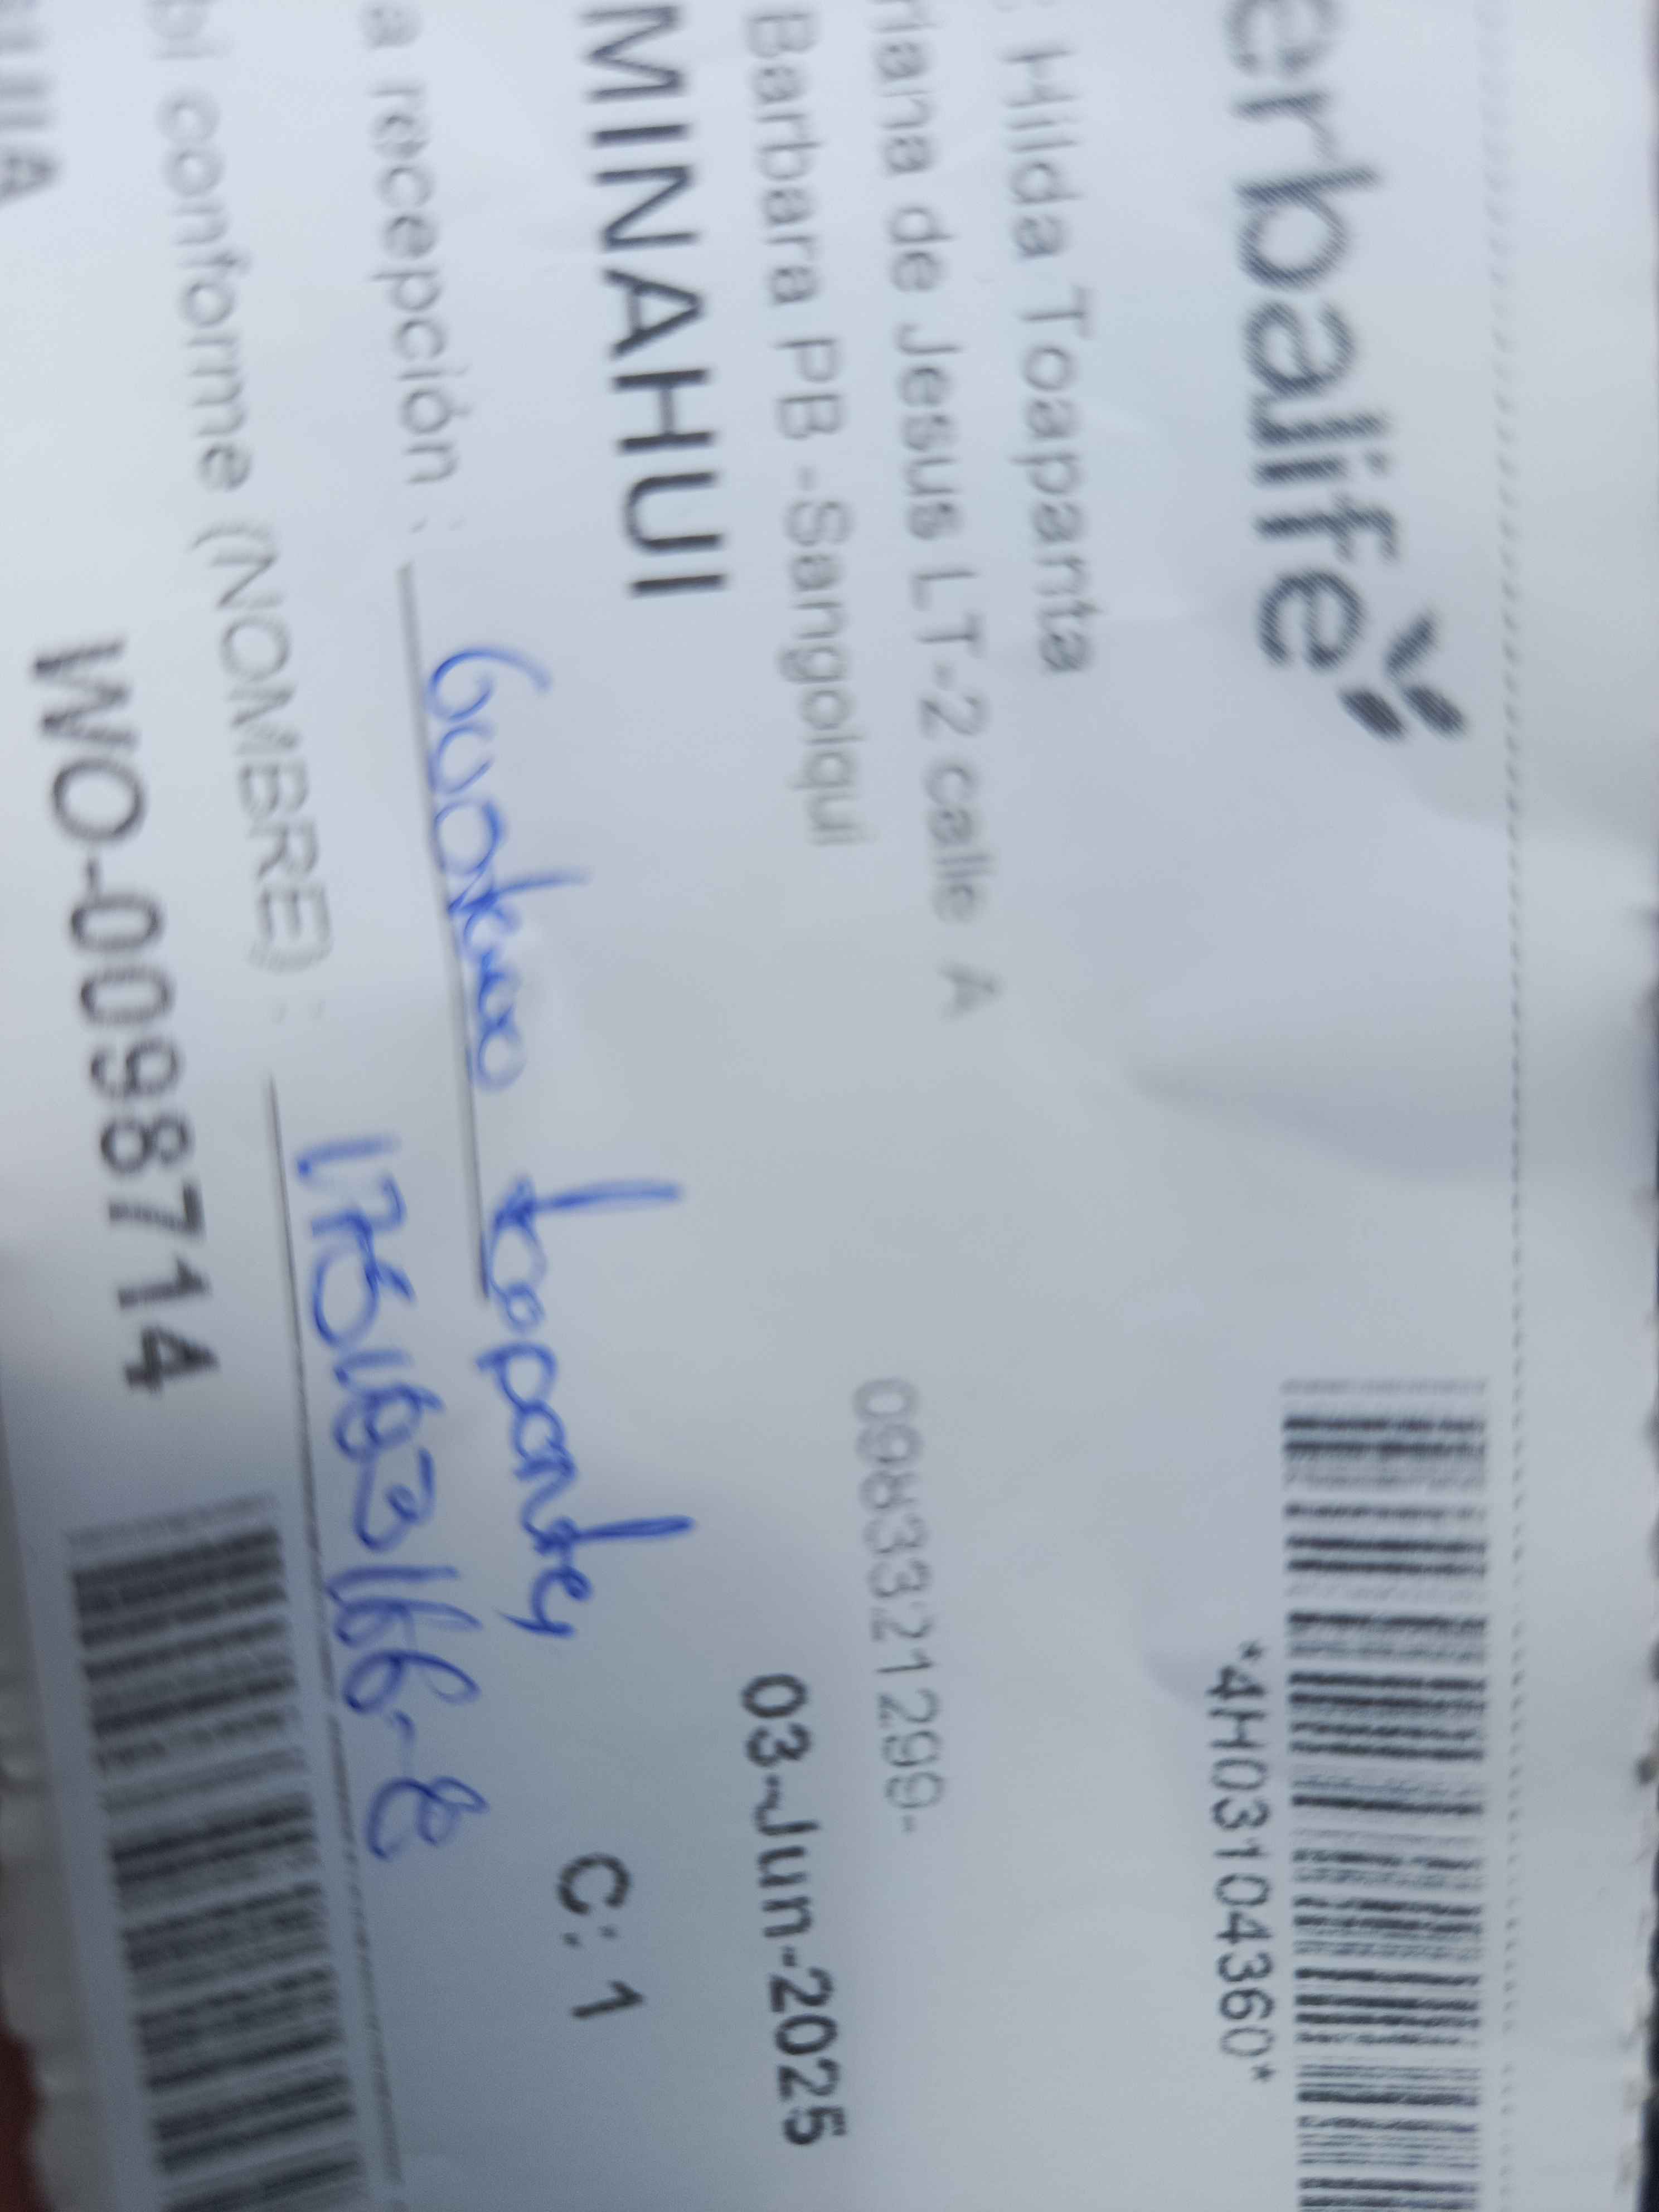 erbalife
*4H03104360*
: Hilda Toapanta
riana de Jesus LT-2 calle A
0983321299-
Barbara PB -Sangolqui
03-Jun-2025
MINAHUI
C: 1
a recepción :
bi conforme (NOMBRE) :
WO-0098714